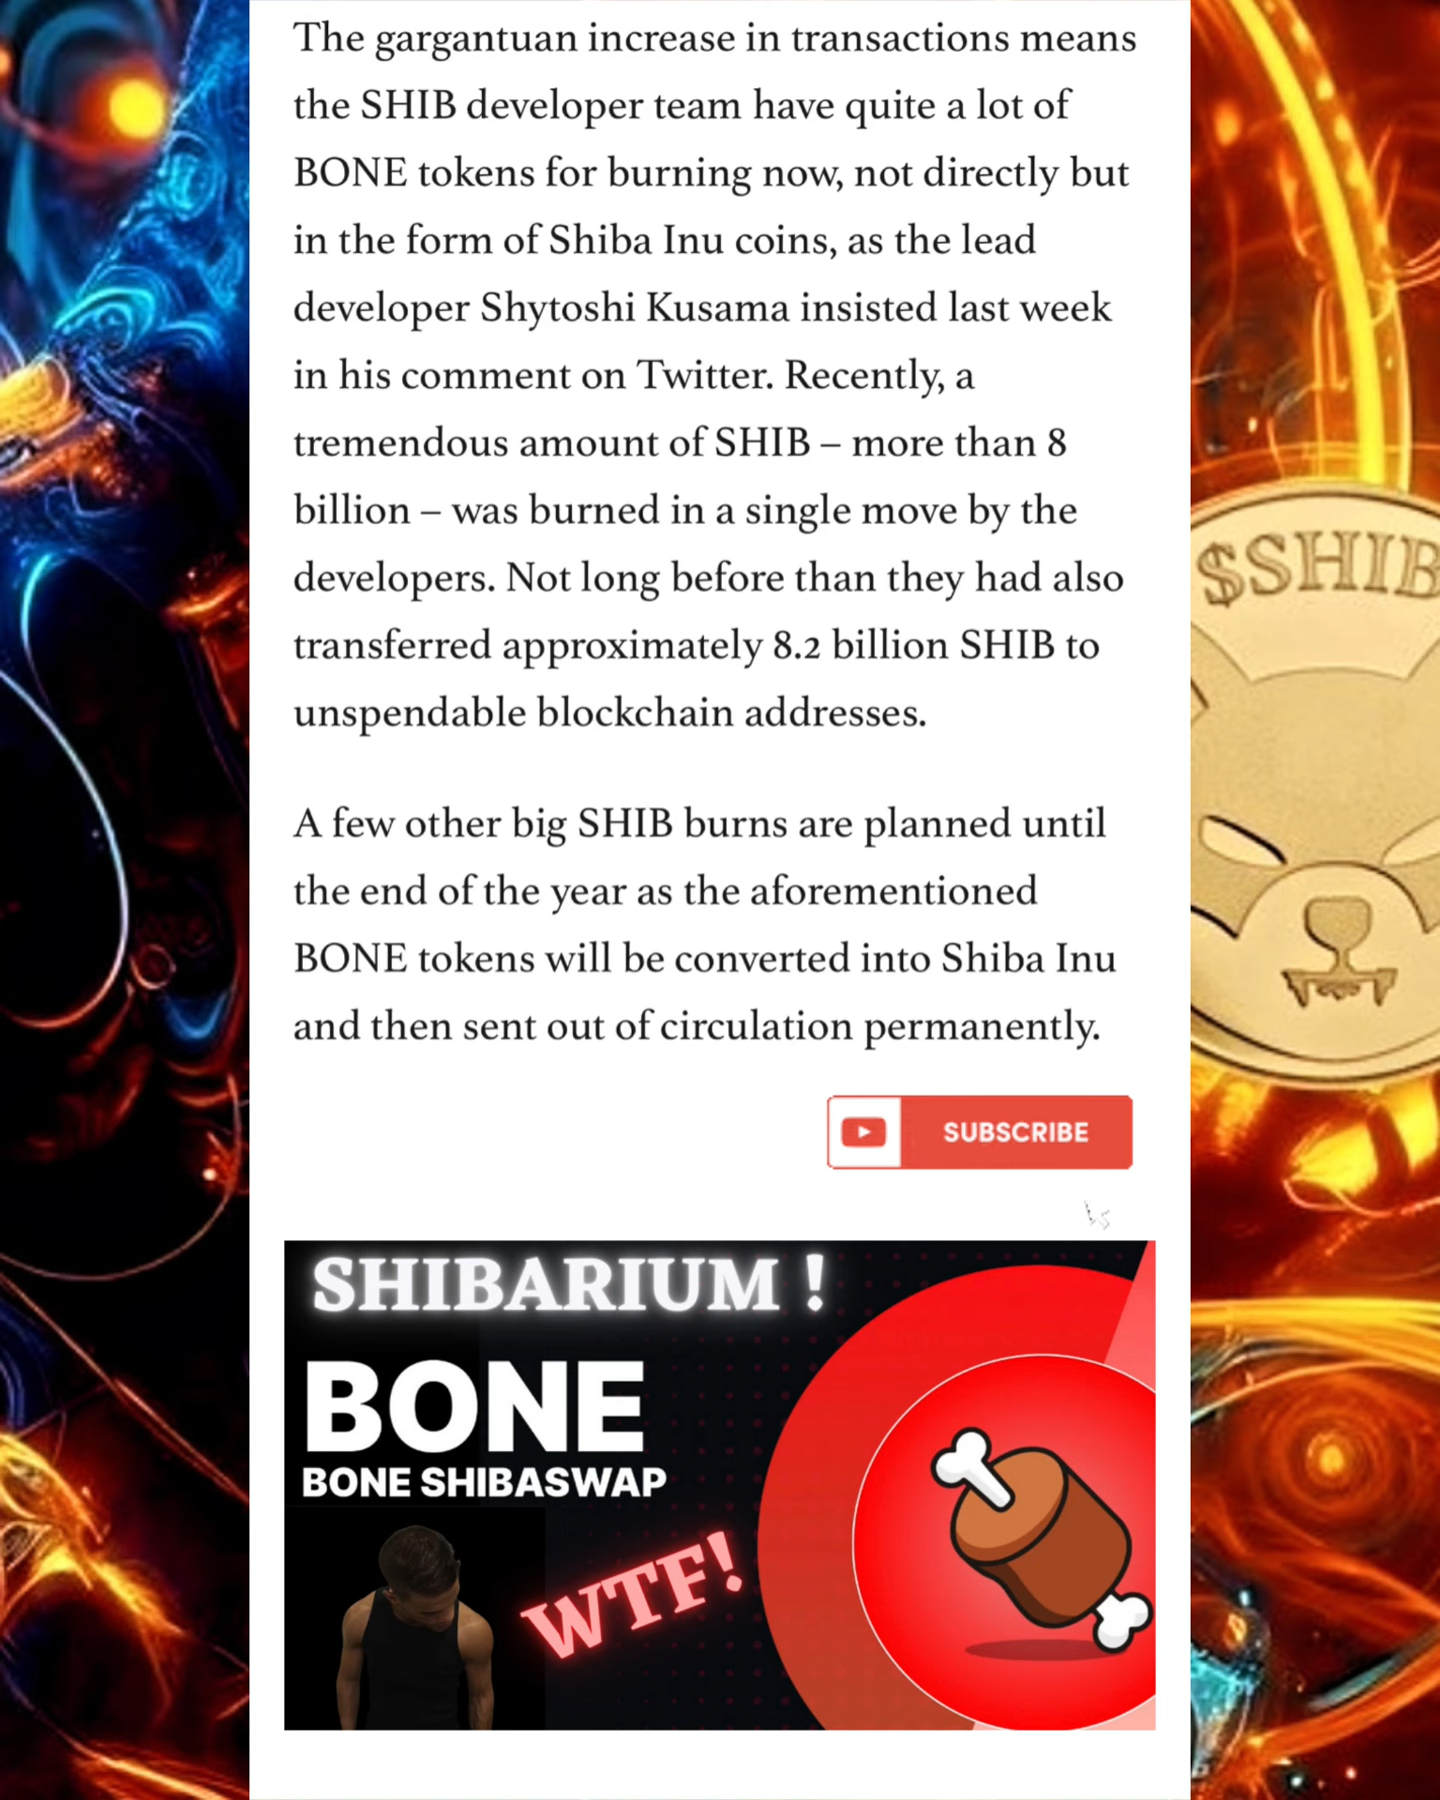 The gargantuan increase in transactions means
the SHIB developer team have quite a lot of
BONE tokens for burning now, not directly but
in the form of Shiba Inu coins, as the lead
developer Shytoshi Kusama insisted last week
in his comment on Twitter. Recently, a
tremendous amount of SHIB – more than 8
billion – was burned in a single move by the
developers. Not long before than they had also
transferred approximately 8.2 billion SHIB to
unspendable blockchain addresses.
A few other big SHIB burns are planned until
the end of the year as the aforementioned
BONE tokens will be converted into Shiba Inu
and then sent out of circulation permanently.
$SHIB
SUBSCRIBE
SHIBARIUM !
BONE
BONE SHIBASWAP
WTF!